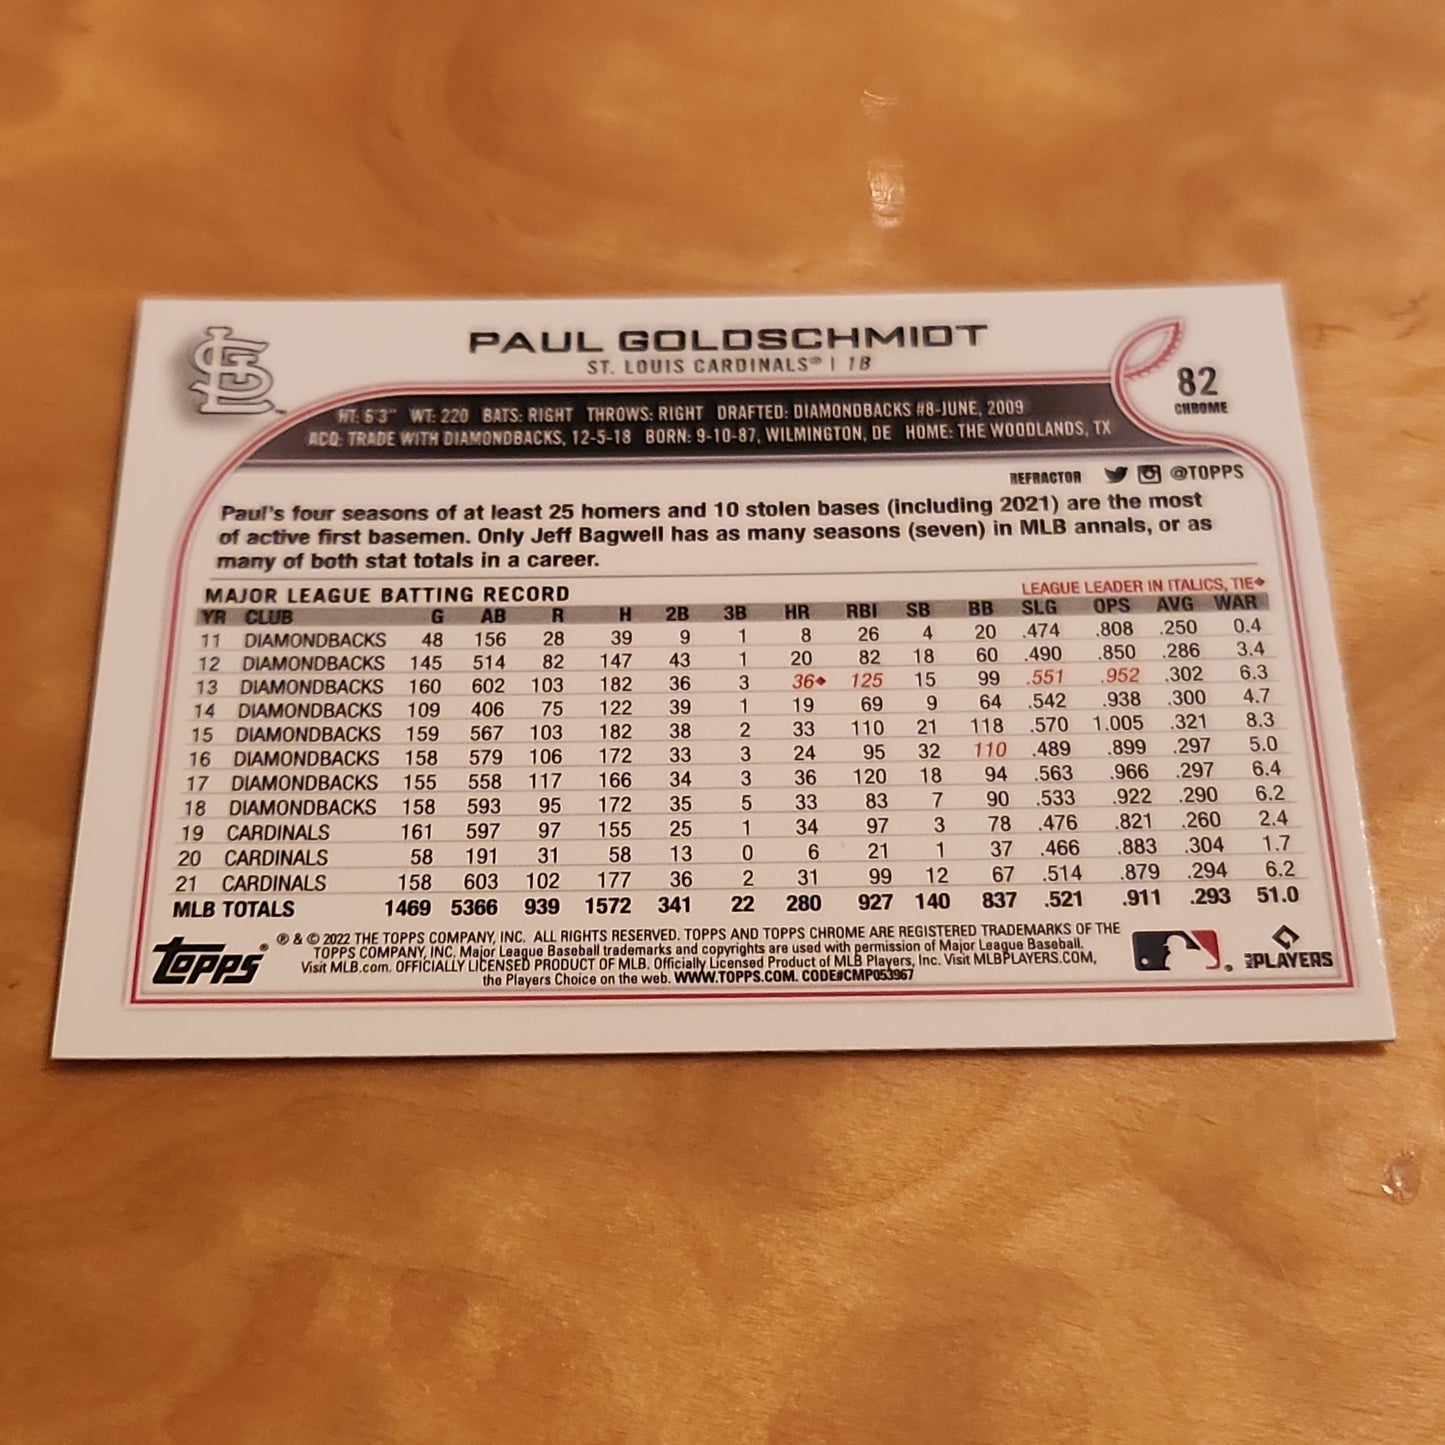 PAUL GOLDSCHMIDT
ST. LOUIS CARDINALS® | 1B
82
CHROME
HT: 6'3" WT: 220 BATS: RIGHT THROWS: RIGHT DRAFTED: DIAMONDBACKS #8-JUNE, 2009
ACQ: TRADE WITH DIAMONDBACKS, 12-5-18 BORN: 9-10-87, WILMINGTON, DE HOME: THE WOODLANDS, TX
REFRACTOR @TOPPS
Paul's four seasons of at least 25 homers and 10 stolen bases (including 2021) are the most
of active first basemen. Only Jeff Bagwell has as many seasons (seven) in MLB annals, or as
many of both stat totals in a career.
MAJOR LEAGUE BATTING RECORD LEAGUE LEADER IN ITALICS, TIE♦
YR CLUB G AB R H 2B 3B HR RBI SB BB SLG OPS AVG WAR
11 DIAMONDBACKS 48 156 28 39 9 1 8 26 4 20 .474 .808 .250 0.4
12 DIAMONDBACKS 145 514 82 147 43 1 20 82 18 60 .490 .850 .286 3.4
13 DIAMONDBACKS 160 602 103 182 36 3 36♦ 125 15 99 .551 .952 .302 6.3
14 DIAMONDBACKS 109 406 75 122 39 1 19 69 9 64 .542 .938 .300 4.7
15 DIAMONDBACKS 159 567 103 182 38 2 33 110 21 118 .570 1.005 .321 8.3
16 DIAMONDBACKS 158 579 106 172 33 3 24 95 32 110 .489 .899 .297 5.0
17 DIAMONDBACKS 155 558 117 166 34 3 36 120 18 94 .563 .966 .297 6.4
18 DIAMONDBACKS 158 593 95 172 35 5 33 83 7 90 .533 .922 .290 6.2
19 CARDINALS 161 597 97 155 25 1 34 97 3 78 .476 .821 .260 2.4
20 CARDINALS 58 191 31 58 13 0 6 21 1 37 .466 .883 .304 1.7
21 CARDINALS 158 603 102 177 36 2 31 99 12 67 .514 .879 .294 6.2
MLB TOTALS 1469 5366 939 1572 341 22 280 927 140 837 .521 .911 .293 51.0
Topps®
® & © 2022 THE TOPPS COMPANY, INC. ALL RIGHTS RESERVED. TOPPS AND TOPPS CHROME ARE REGISTERED TRADEMARKS OF THE
TOPPS COMPANY, INC. Major League Baseball trademarks and copyrights are used with permission of Major League Baseball.
Visit MLB.com. OFFICIALLY LICENSED PRODUCT OF MLB. Officially Licensed Product of MLB Players, Inc. Visit MLBPLAYERS.COM,
the Players Choice on the web. WWW.TOPPS.COM. CODE#CMP053967
MLB PLAYERS